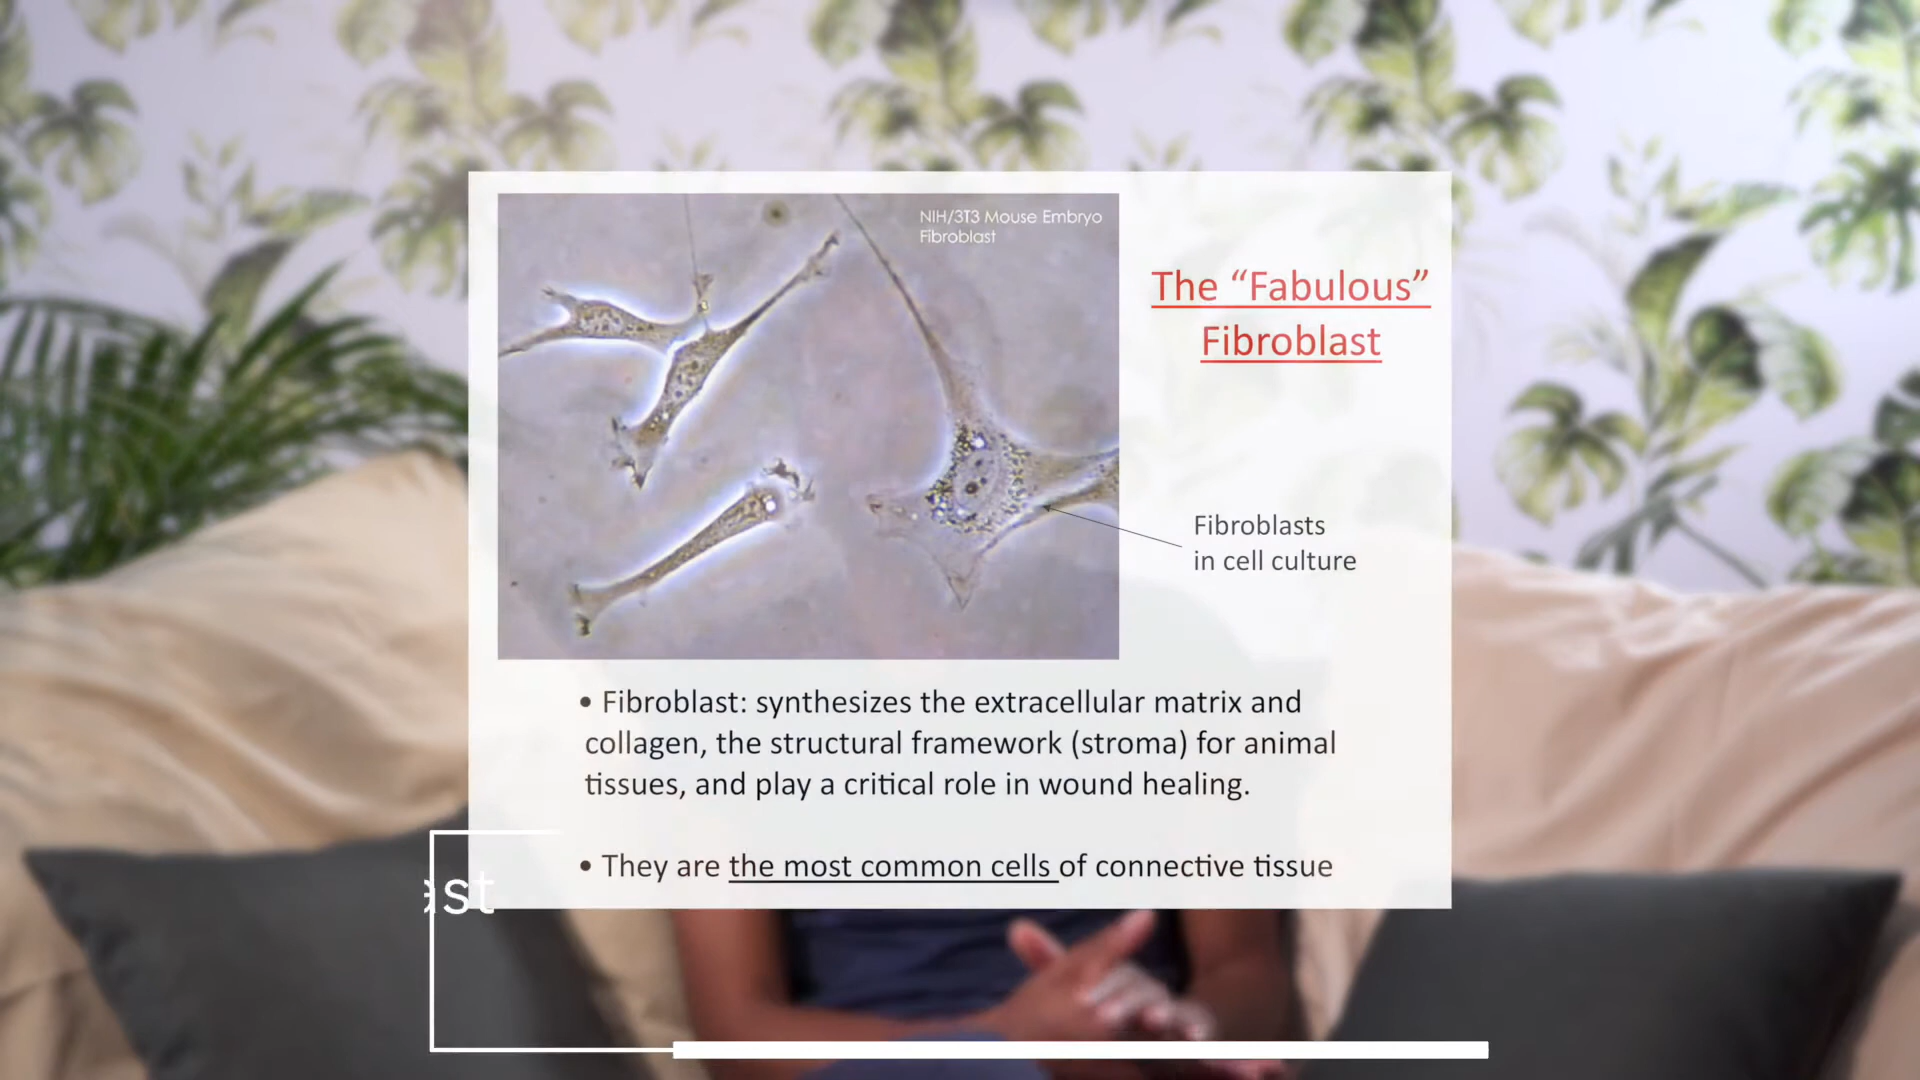 NIH/3T3 Mouse Embryo
Fibroblast
The “Fabulous”
Fibroblast
Fibroblasts
in cell culture
• Fibroblast: synthesizes the extracellular matrix and
collagen, the structural framework (stroma) for animal
tissues, and play a critical role in wound healing.
• They are the most common cells of connective tissue